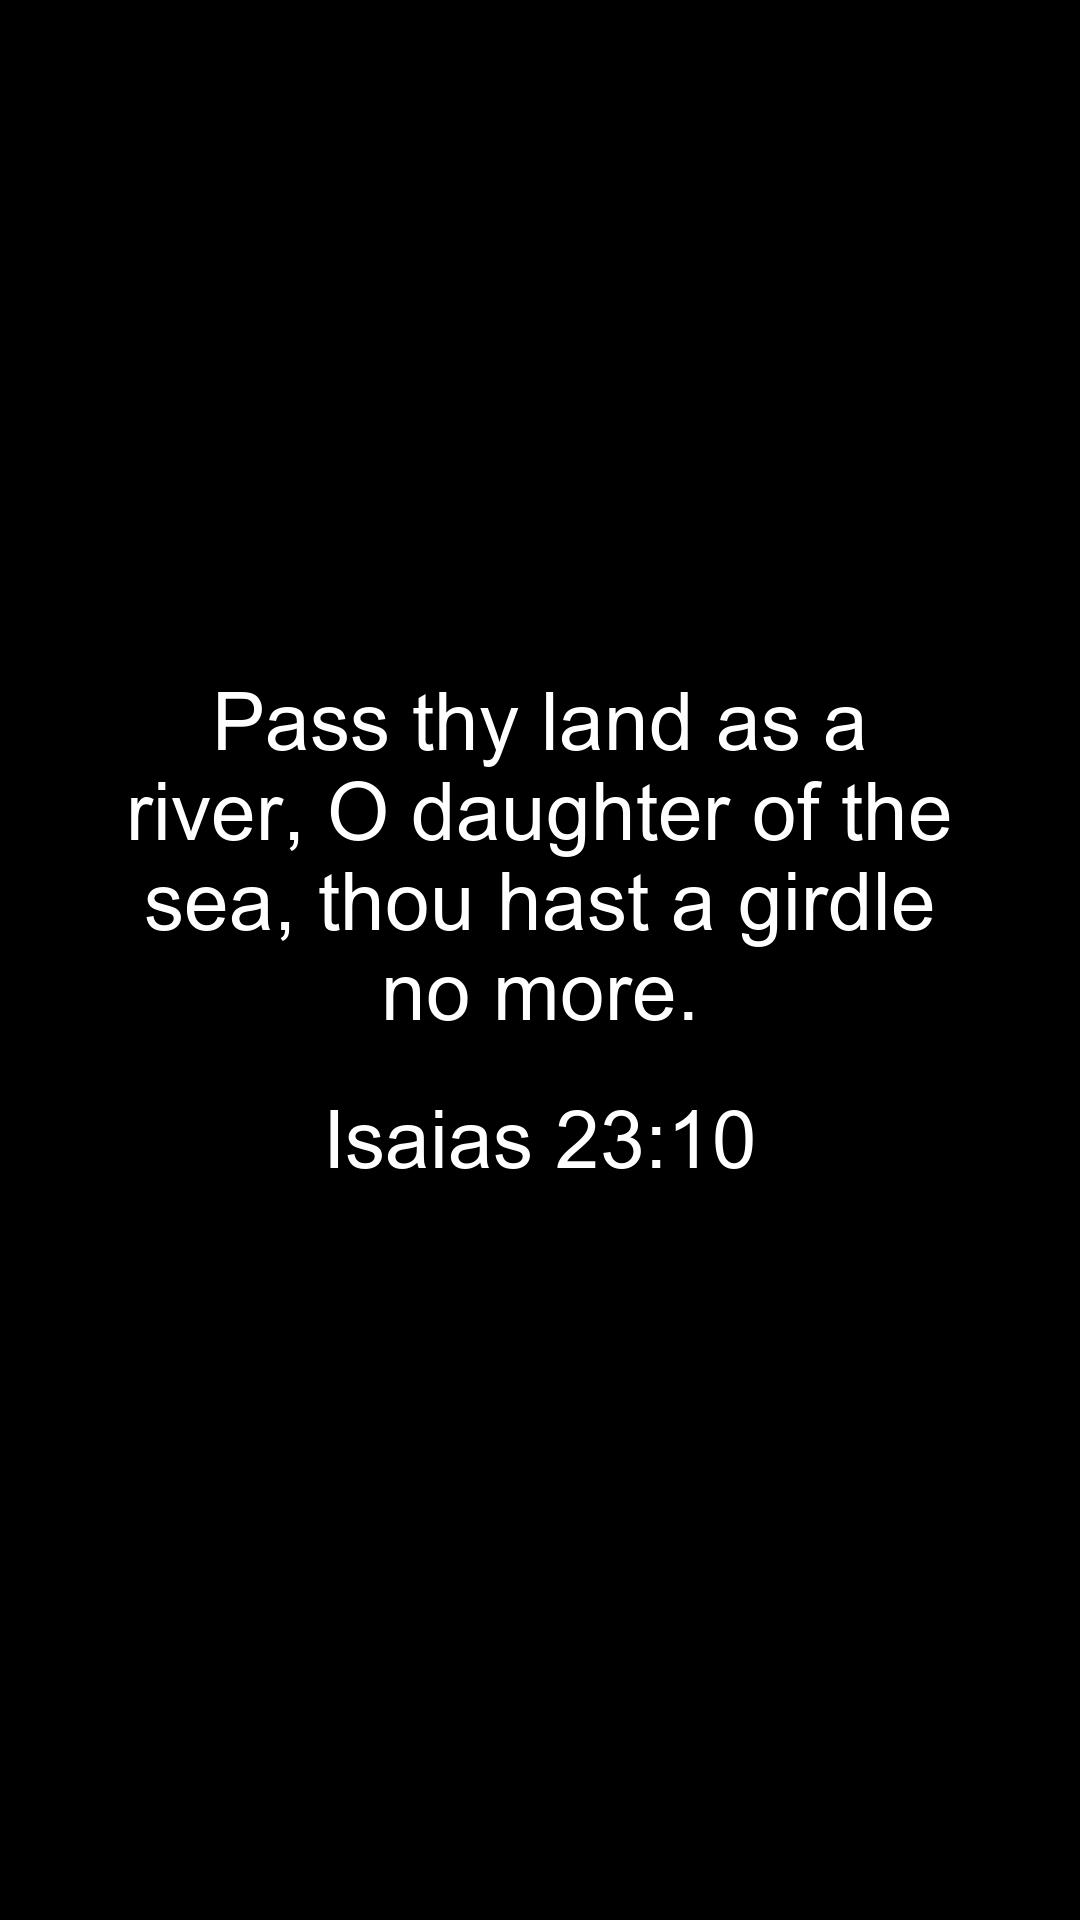 Pass thy land as a
river, O daughter of the
sea, thou hast a girdle
no more.
Isaias 23:10